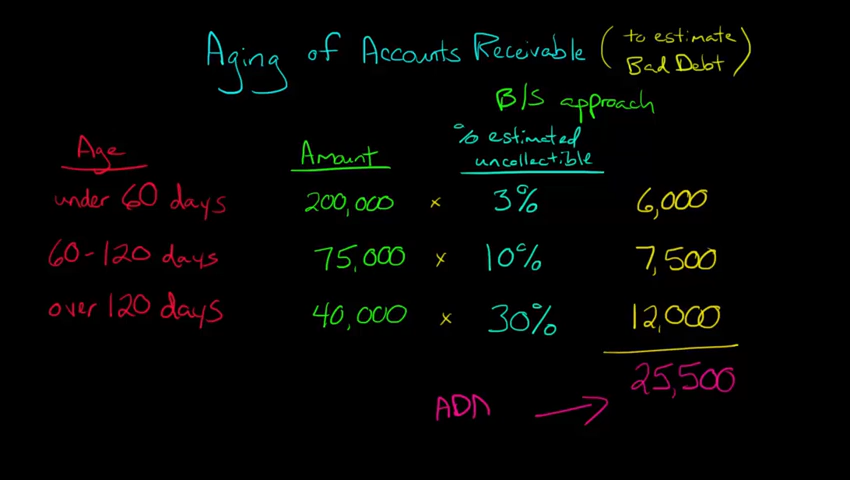 Aging of Accounts Receivable (to estimate Bad Debt)
B/S approach
Age Amount % estimated uncollectible
under 60 days 200,000 × 3% 6,000
60-120 days 75,000 × 10% 7,500
over 120 days 40,000 × 30% 12,000
25,500
ADA →